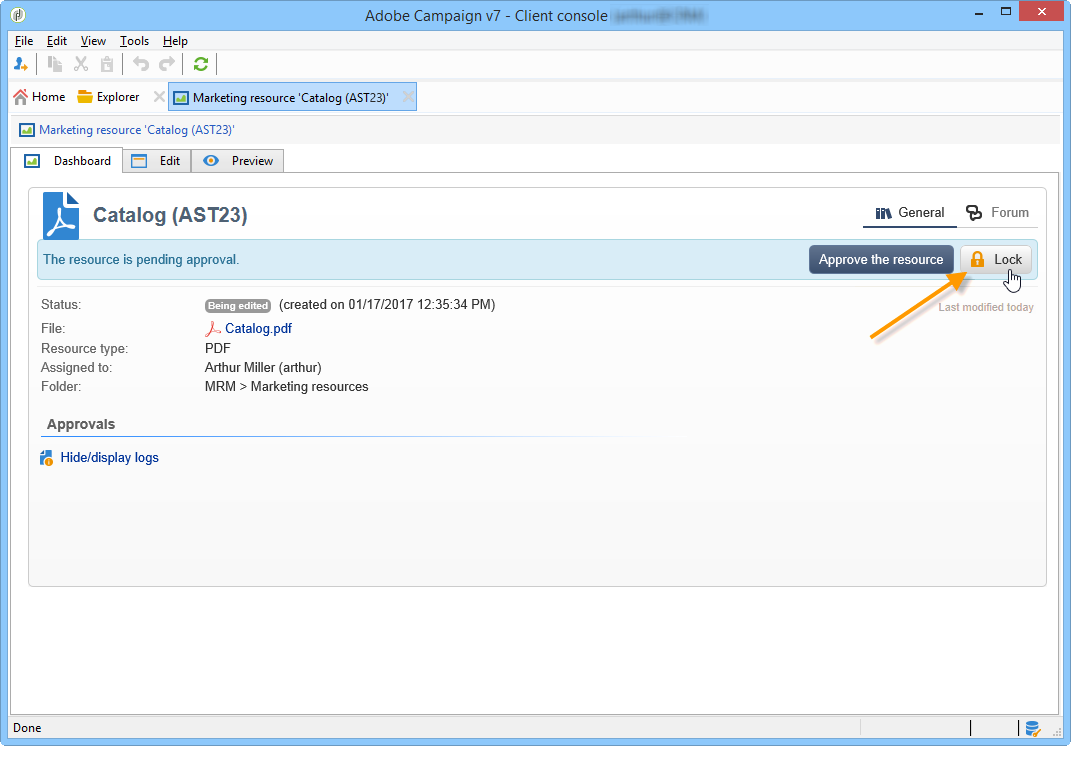 Adobe Campaign v7 - Client console
File Edit View Tools Help
Home Explorer Marketing resource 'Catalog (AST23)'
Marketing resource 'Catalog (AST23)'
Dashboard Edit Preview
Catalog (AST23) General Forum
The resource is pending approval. Approve the resource Lock
Status: Being edited (created on 01/17/2017 12:35:34 PM)
Last modified today
File: Catalog.pdf
Resource type: PDF
Assigned to: Arthur Miller (arthur)
Folder: MRM > Marketing resources
Approvals
Hide/display logs
Done